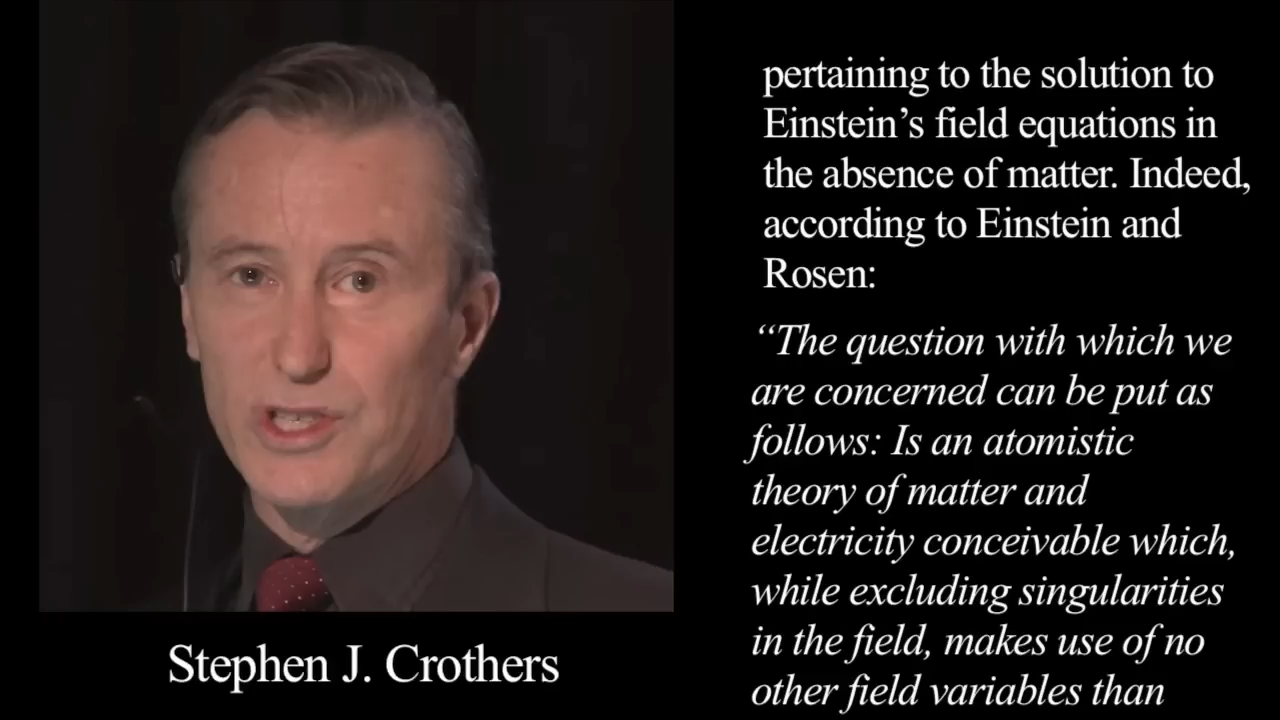 pertaining to the solution to
Einstein’s field equations in
the absence of matter. Indeed,
according to Einstein and
Rosen:
“The question with which we
are concerned can be put as
follows: Is an atomistic
theory of matter and
electricity conceivable which,
while excluding singularities
in the field, makes use of no
other field variables than
Stephen J. Crothers